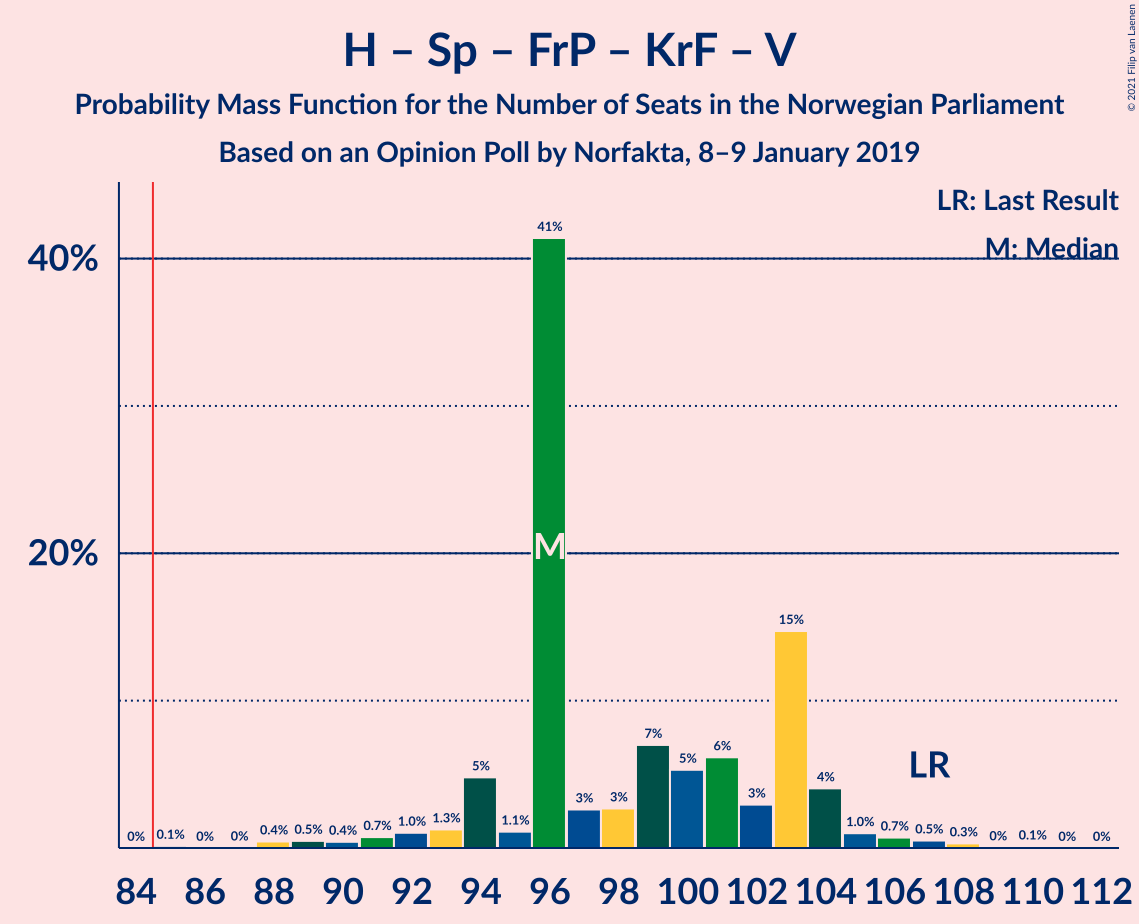 H – Sp – FrP – KrF – V
Probability Mass Function for the Number of Seats in the Norwegian Parliament
Based on an Opinion Poll by Norfakta, 8–9 January 2019
© 2021 Filip van Laenen
LR: Last Result
M: Median
40%
20%
0% 0.1% 0% 0% 0.4% 0.5% 0.4% 0.7% 1.0% 1.3% 5% 1.1% 41% 3% 3% 7% 5% 6% 3% 15% 4% 1.0% 0.7% 0.5% 0.3% 0% 0.1% 0% 0%
M
LR
84 86 88 90 92 94 96 98 100 102 104 106 108 110 112